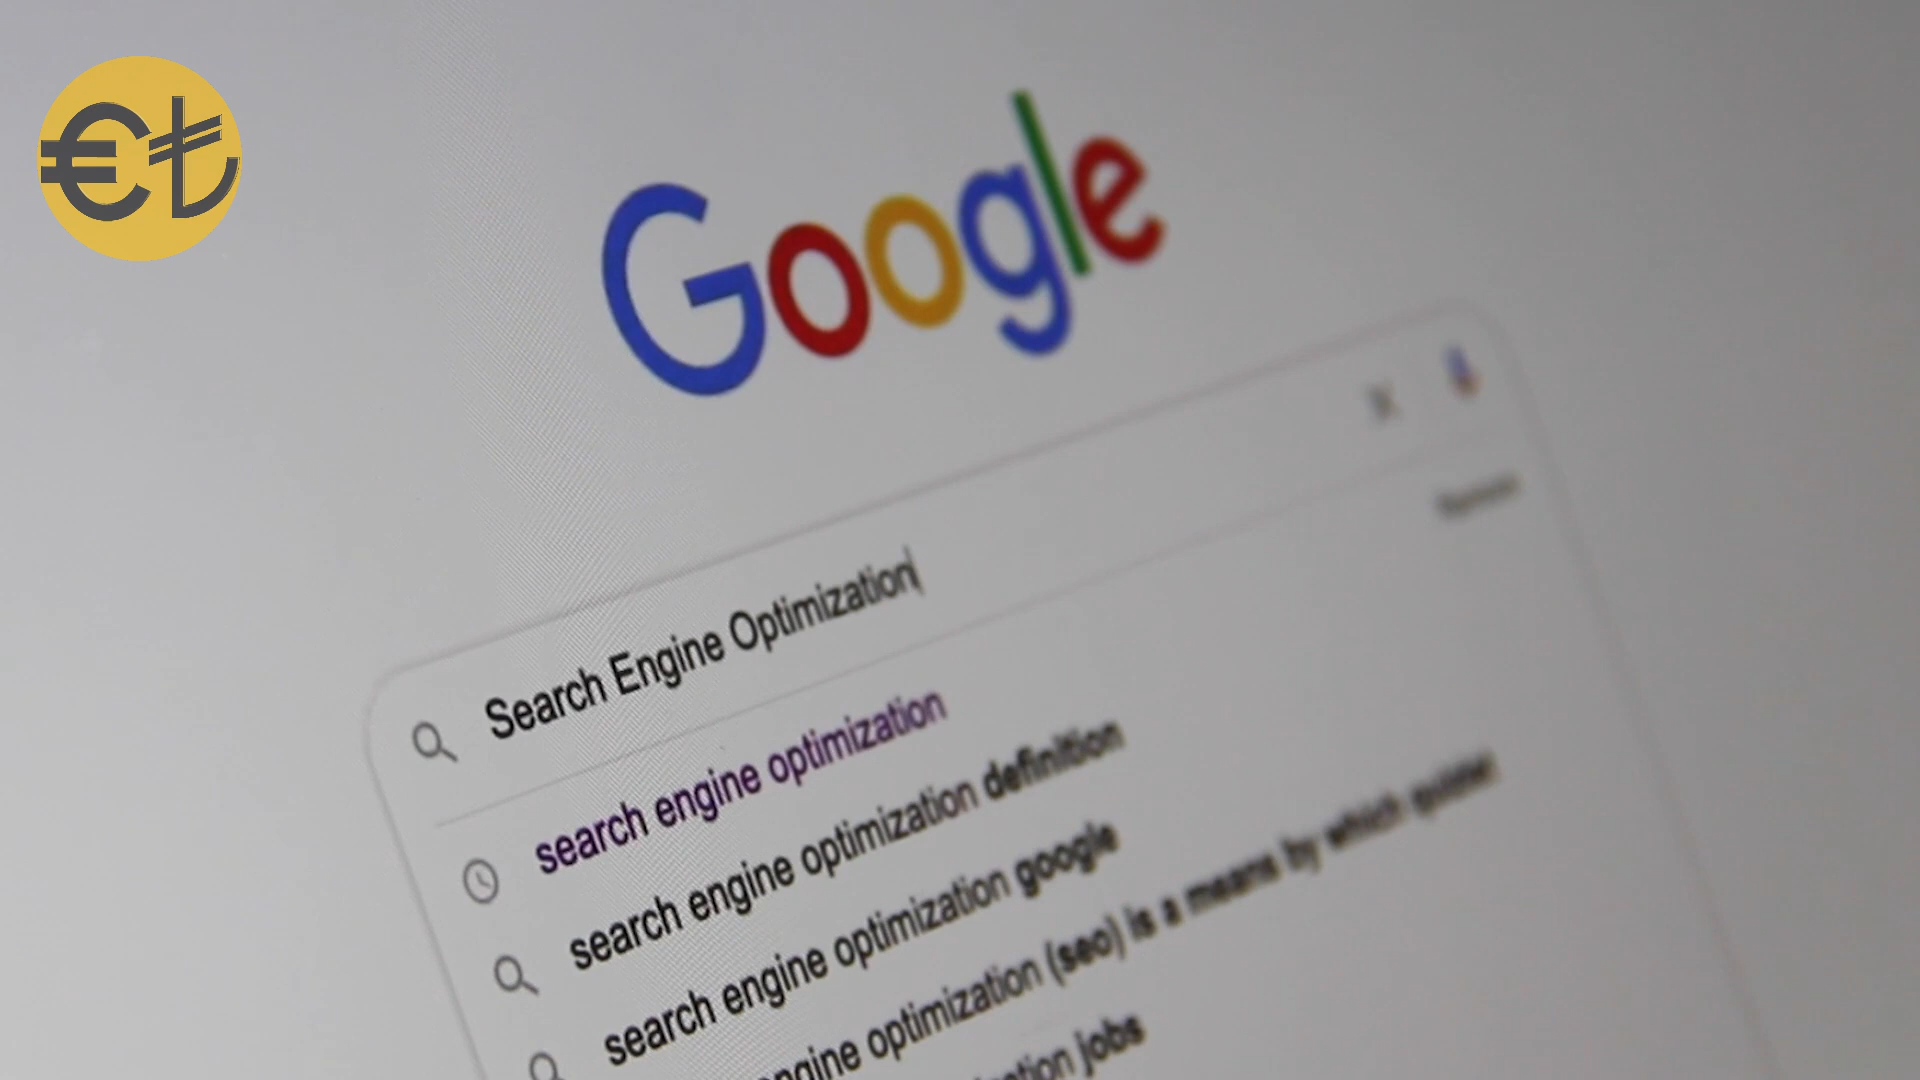 €₺
Google
Search Engine Optimization
search engine optimization
search engine optimization definition
search engine optimization google
engine optimization (seo) is a means by which
jobs